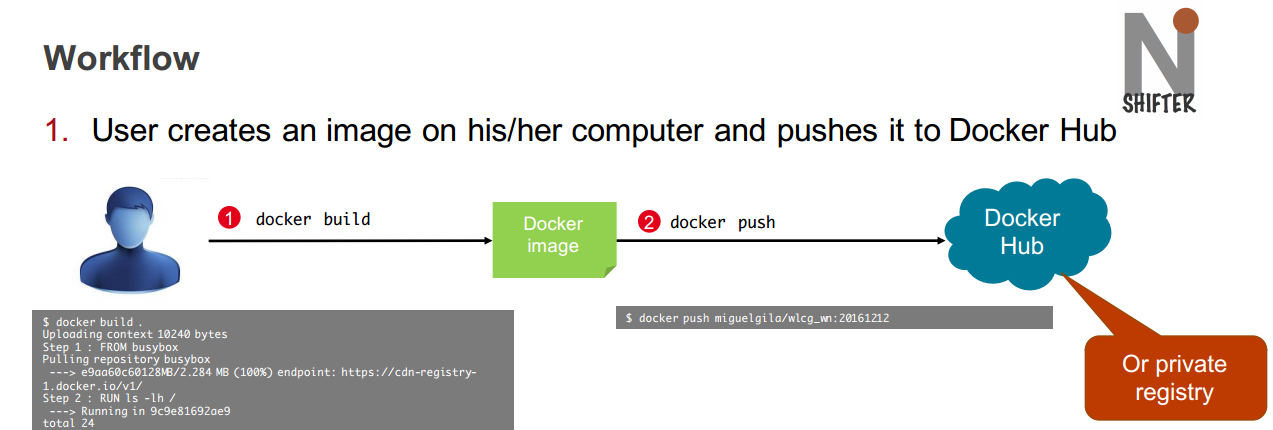 Workflow
N
SHIFTER
1. User creates an image on his/her computer and pushes it to Docker Hub
1 docker build
Docker
image
2 docker push
Docker
Hub
$ docker build .
Uploading context 10240 bytes
Step 1 : FROM busybox
Pulling repository busybox
---> e9aa60c60128MB/2.284 MB (100%) endpoint: https://cdn-registry-
1.docker.io/v1/
Step 2 : RUN ls -lh /
---> Running in 9c9e81692ae9
total 24
$ docker push miguelgila/wlcg_wn:20161212
Or private
registry